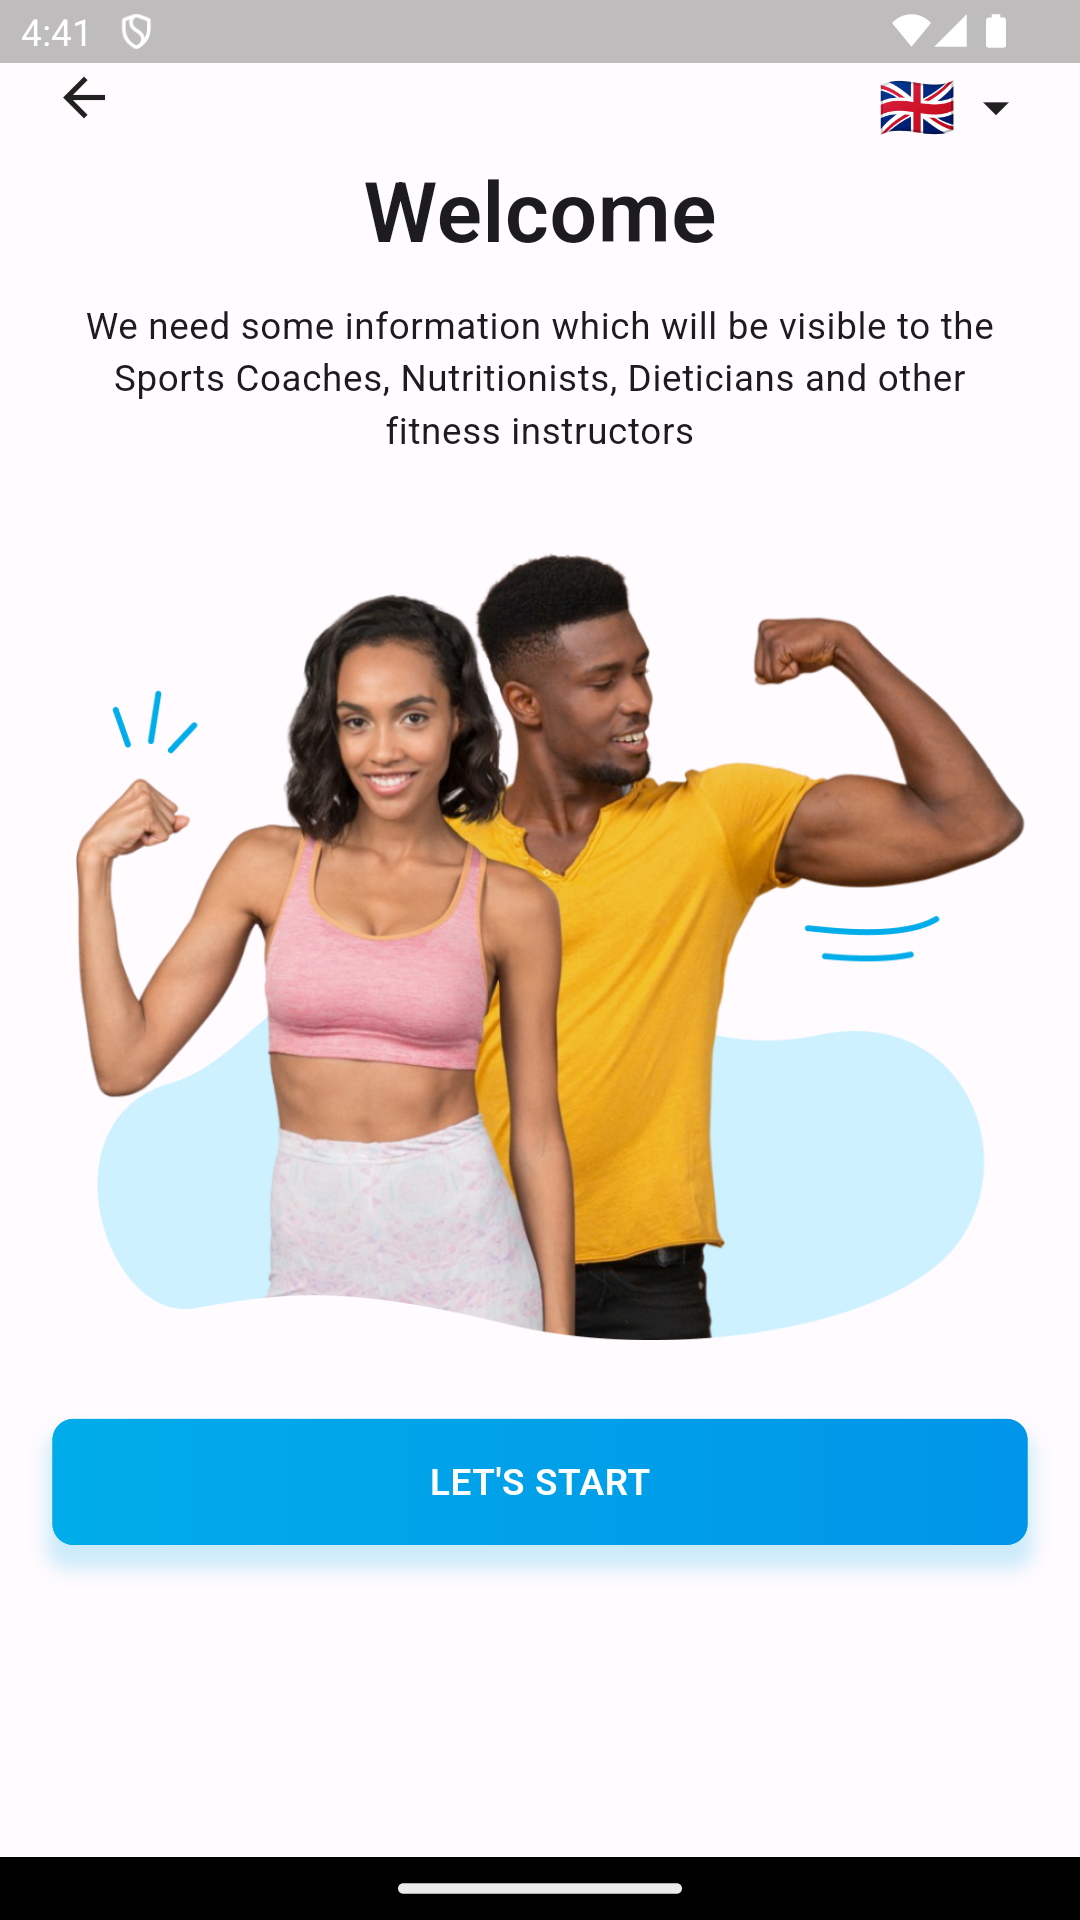 4:41
Welcome
We need some information which will be visible to the
Sports Coaches, Nutritionists, Dieticians and other
fitness instructors
LET'S START